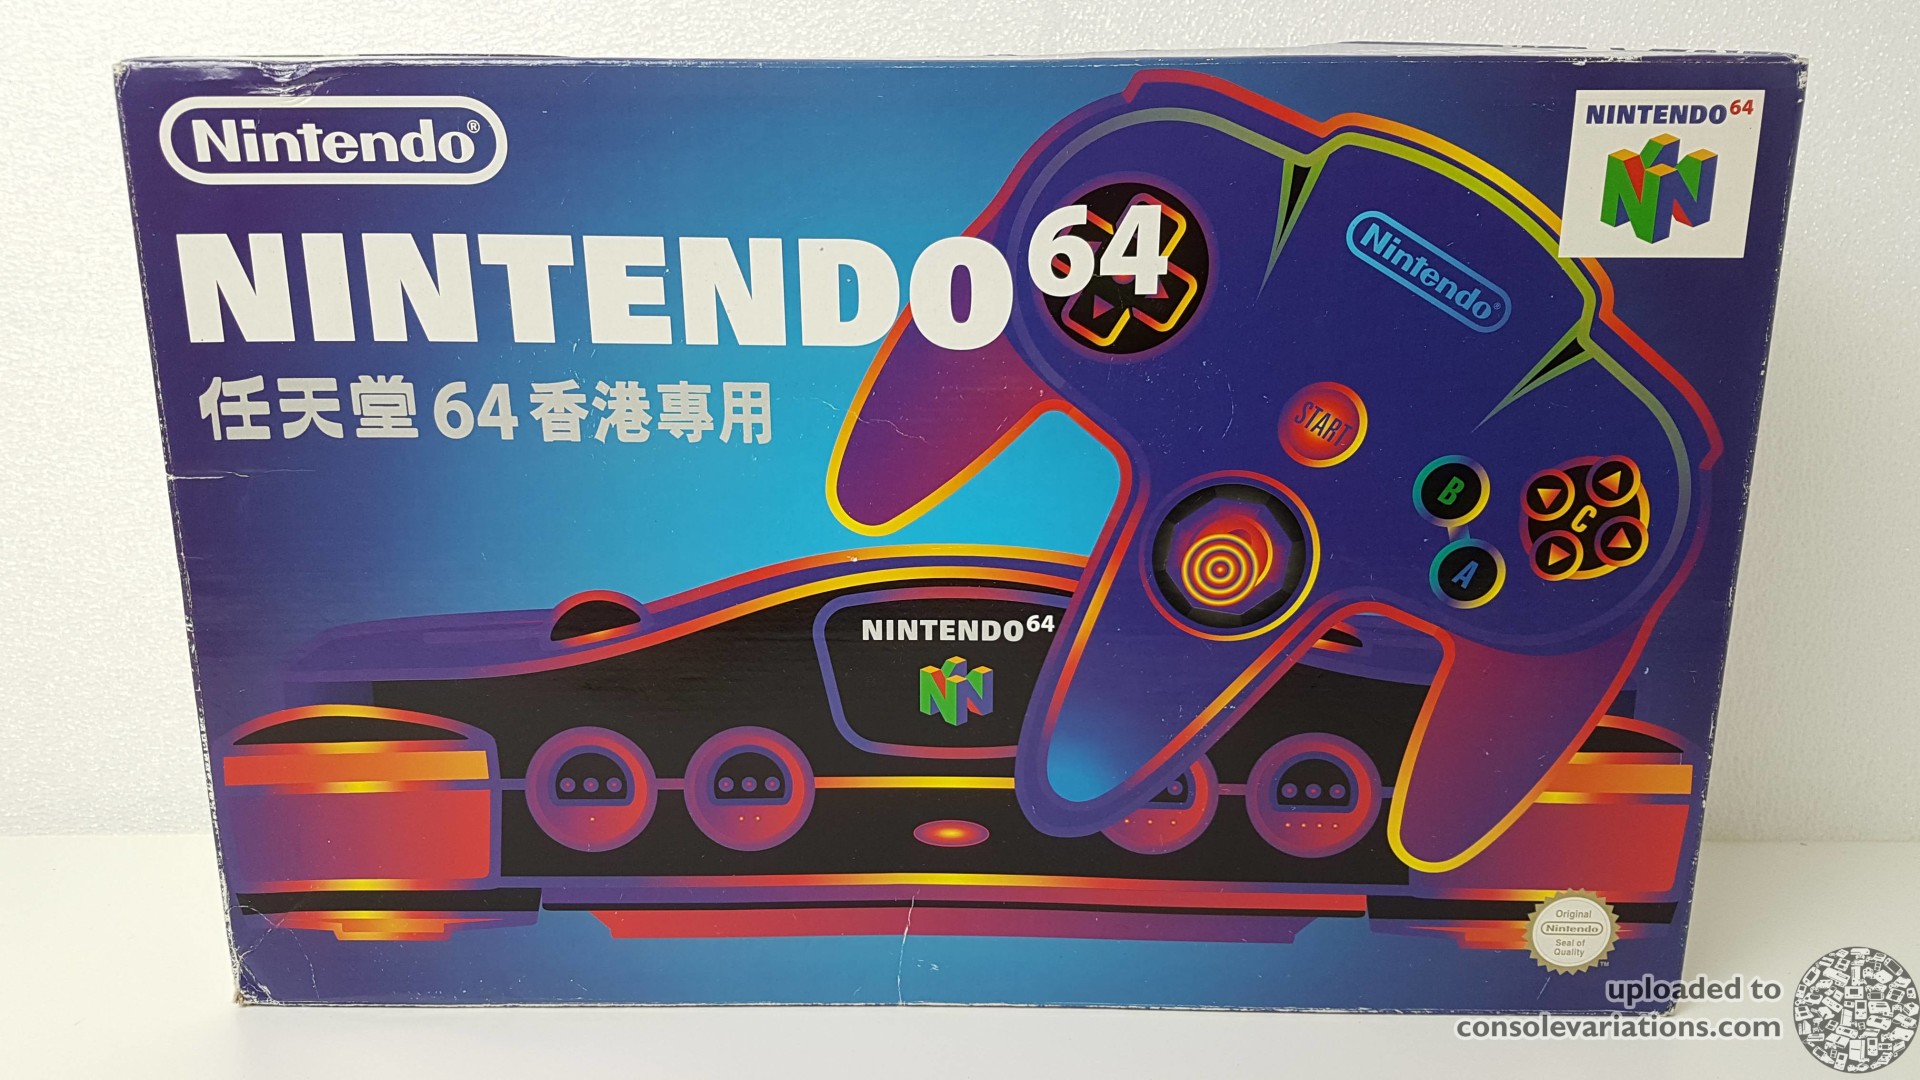 Nintendo®
NINTENDO64
NINTENDO64
任天堂64香港專用
Nintendo®
START
B
A
C
NINTENDO64
Original
Nintendo
Seal of
Quality
TM
uploaded to
consolevariations.com